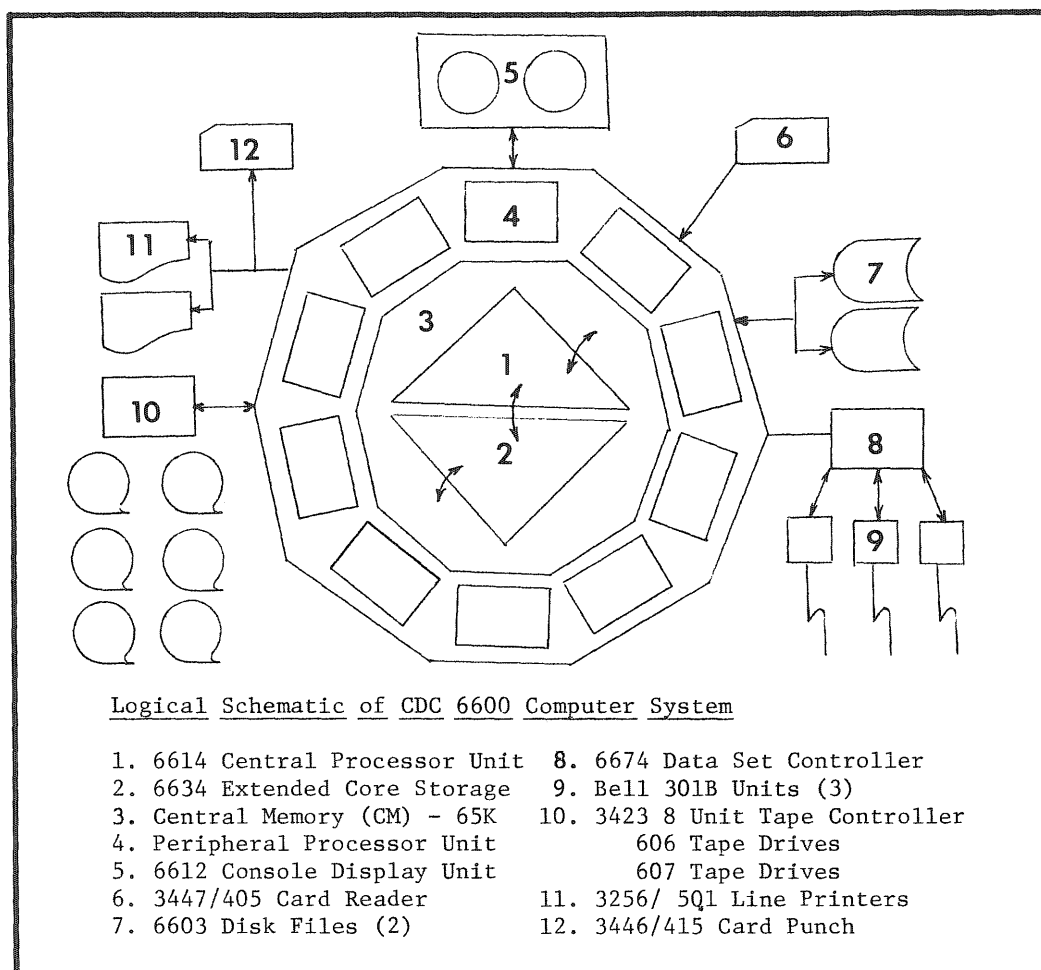 5
12
6
4
11
7
3
1
10
8
2
9
Logical Schematic of CDC 6600 Computer System
1. 6614 Central Processor Unit
2. 6634 Extended Core Storage
3. Central Memory (CM) - 65K
4. Peripheral Processor Unit
5. 6612 Console Display Unit
6. 3447/405 Card Reader
7. 6603 Disk Files (2)
8. 6674 Data Set Controller
9. Bell 301B Units (3)
10. 3423 8 Unit Tape Controller
606 Tape Drives
607 Tape Drives
11. 3256/ 501 Line Printers
12. 3446/415 Card Punch